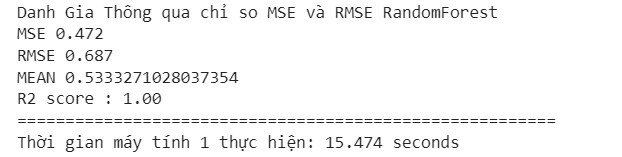 Danh Gia Thông qua chỉ so MSE và RMSE RandomForest
MSE 0.472
RMSE 0.687
MEAN 0.5333271028037354
R2 score : 1.00
========================================================
Thời gian máy tính 1 thực hiện: 15.474 seconds